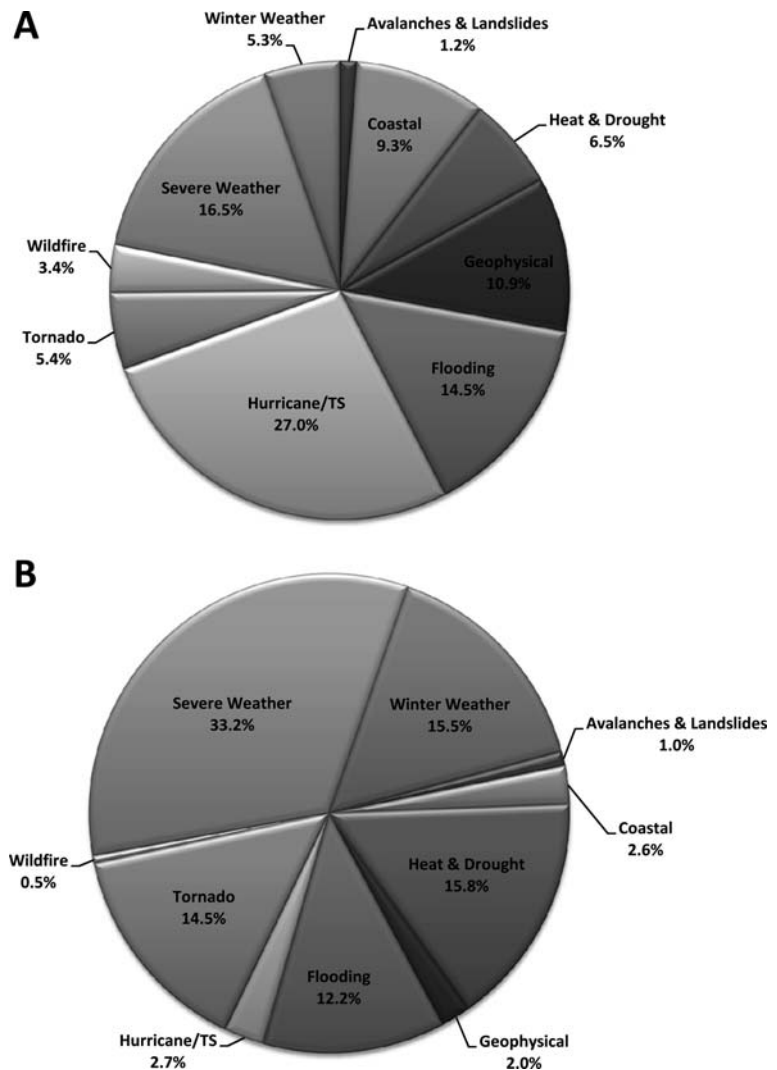 A
Winter Weather
5.3%
Avalanches & Landslides
1.2%
Coastal
9.3%
Heat & Drought
6.5%
Geophysical
10.9%
Flooding
14.5%
Hurricane/TS
27.0%
Tornado
5.4%
Wildfire
3.4%
Severe Weather
16.5%
B
Severe Weather
33.2%
Winter Weather
15.5%
Avalanches & Landslides
1.0%
Coastal
2.6%
Heat & Drought
15.8%
Geophysical
2.0%
Flooding
12.2%
Hurricane/TS
2.7%
Tornado
14.5%
Wildfire
0.5%